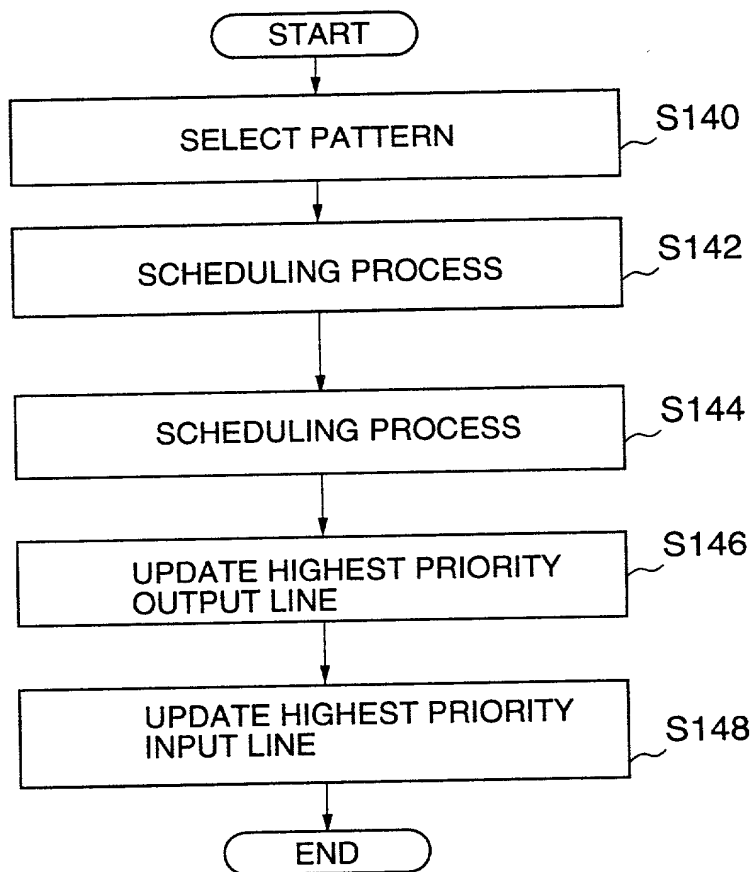 START
SELECT PATTERN
S140
SCHEDULING PROCESS
S142
SCHEDULING PROCESS
S144
UPDATE HIGHEST PRIORITY
OUTPUT LINE
S146
UPDATE HIGHEST PRIORITY
INPUT LINE
S148
END